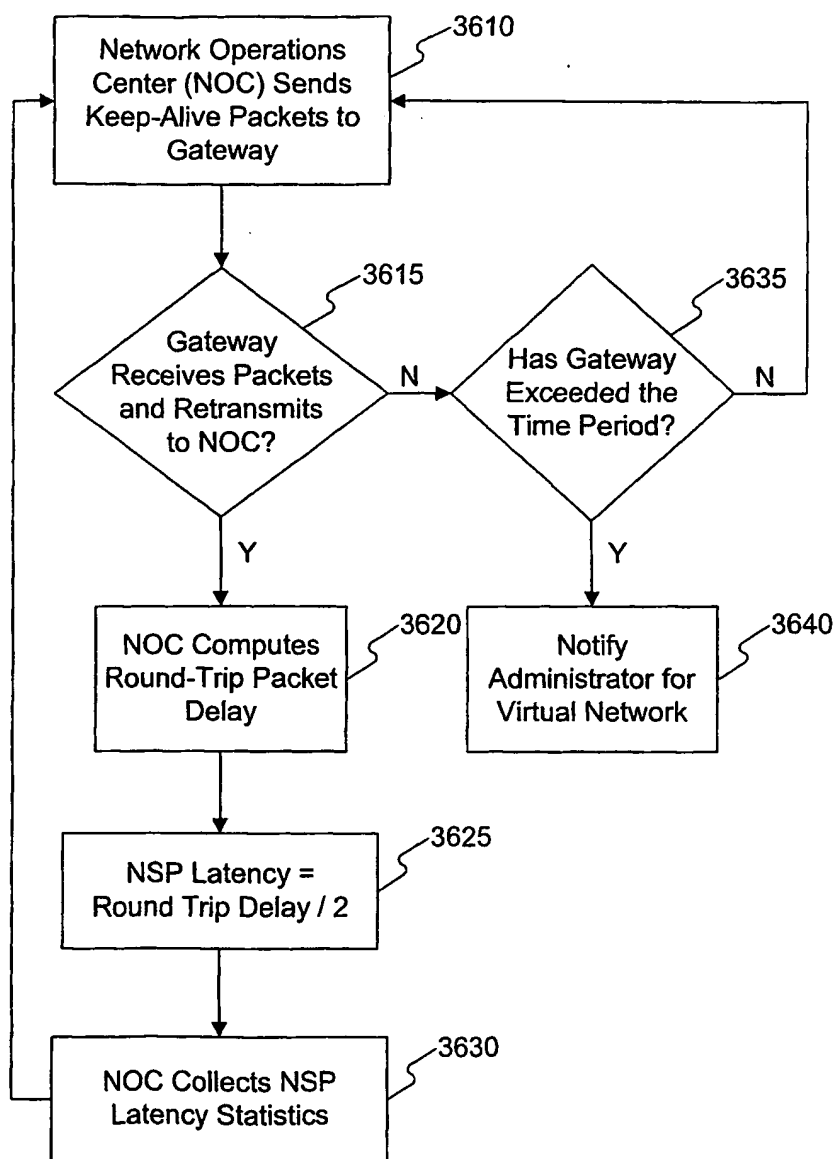 3610
Network Operations
Center (NOC) Sends
Keep-Alive Packets to
Gateway
3615
Gateway
Receives Packets
and Retransmits
to NOC?
N
Y
3635
Has Gateway
Exceeded the
Time Period?
N
Y
3620
NOC Computes
Round-Trip Packet
Delay
3640
Notify
Administrator for
Virtual Network
3625
NSP Latency =
Round Trip Delay / 2
3630
NOC Collects NSP
Latency Statistics